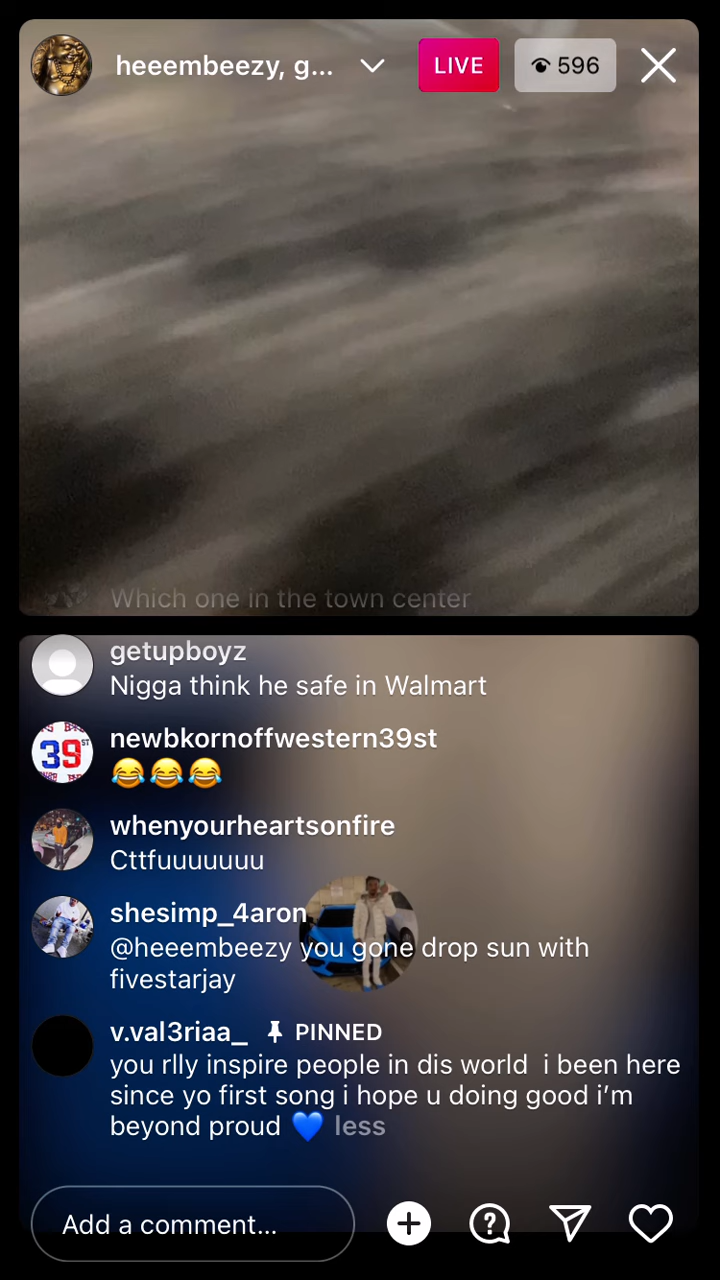 heeembeezy, g...
LIVE
596
Which one in the town center
getupboyz
Nigga think he safe in Walmart
39
newbkornoffwestern39st
😂😂😂
whenyourheartsonfire
Cttfuuuuuuu
shesimp_4aron
@heeembeezy you gone drop sun with
fivestarjay
v.val3riaa_ PINNED
you rlly inspire people in dis world i been here
since yo first song i hope u doing good i’m
beyond proud 💙 less
Add a comment...